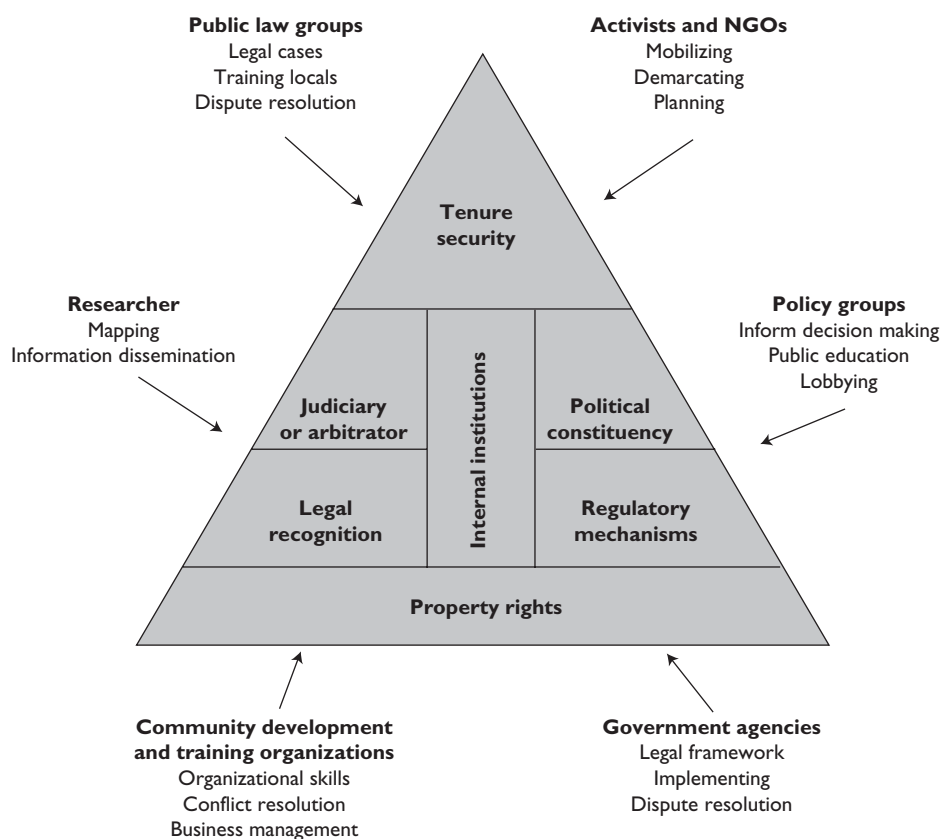 Public law groups
Legal cases
Training locals
Dispute resolution
Activists and NGOs
Mobilizing
Demarcating
Planning
Tenure
security
Researcher
Mapping
Information dissemination
Policy groups
Inform decision making
Public education
Lobbying
Judiciary
or arbitrator
Internal institutions
Political
constituency
Legal
recognition
Regulatory
mechanisms
Property rights
Community development
and training organizations
Organizational skills
Conflict resolution
Business management
Government agencies
Legal framework
Implementing
Dispute resolution